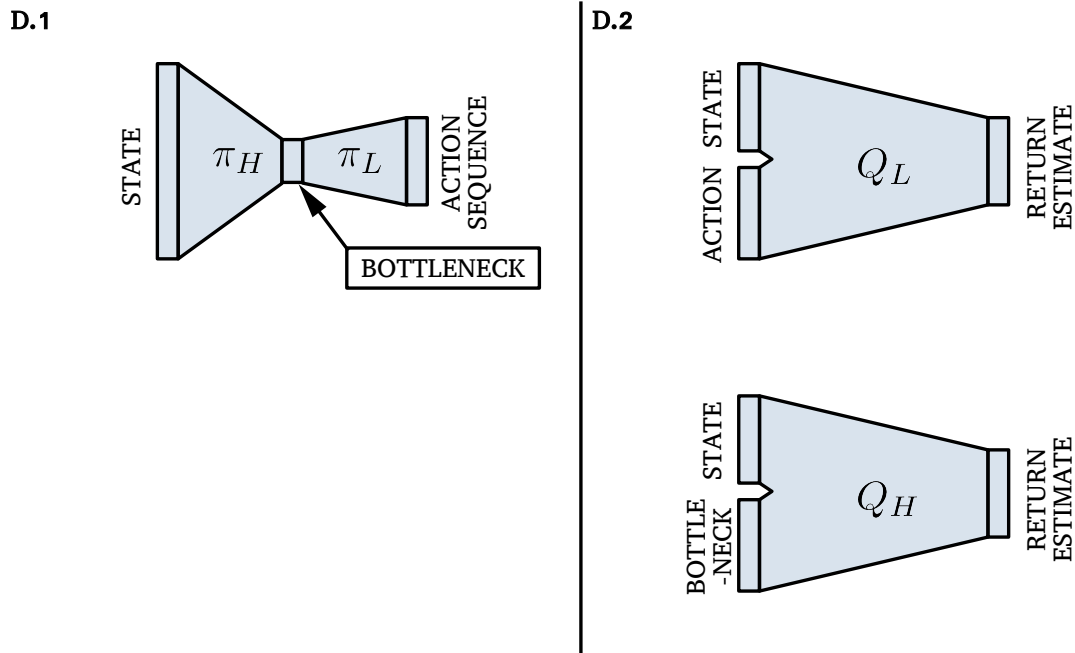 D.1
STATE
π_H
π_L
ACTION
SEQUENCE
BOTTLENECK
D.2
STATE
ACTION
Q_L
RETURN
ESTIMATE
STATE
BOTTLE
-NECK
Q_H
RETURN
ESTIMATE